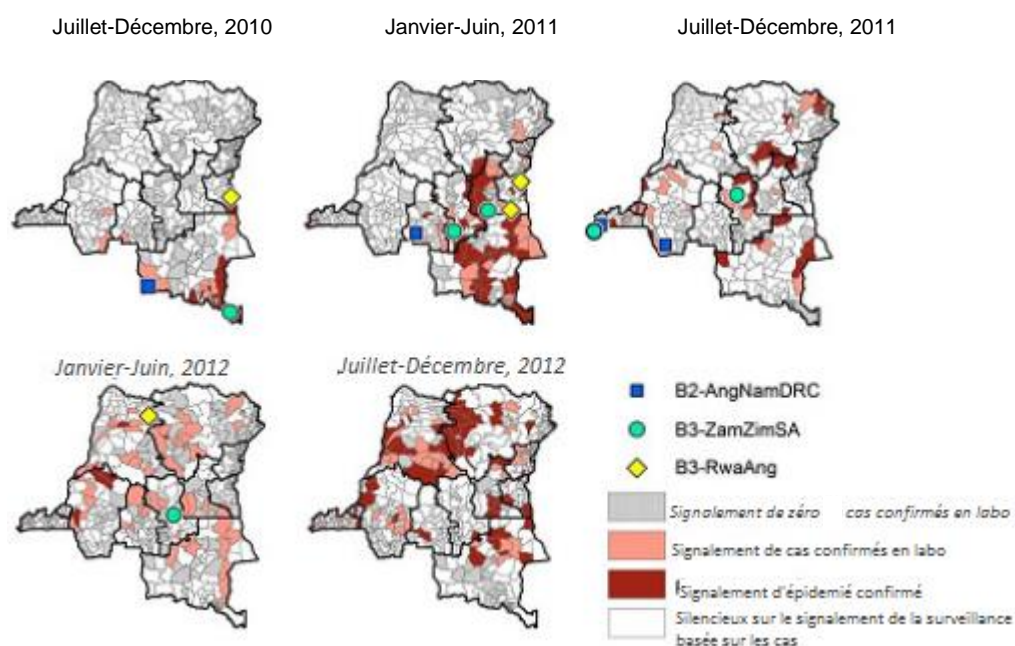 Juillet-Décembre, 2010
Janvier-Juin, 2011
Juillet-Décembre, 2011
Janvier-Juin, 2012
Juillet-Décembre, 2012
B2-AngNamDRC
B3-ZamZimSA
B3-RwaAng
Signalement de zéro cas confirmés en labo
Signalement de cas confirmés en labo
Signalement d'épidemié confirmé
Silencieux sur le signalement de la surveillance
basée sur les cas